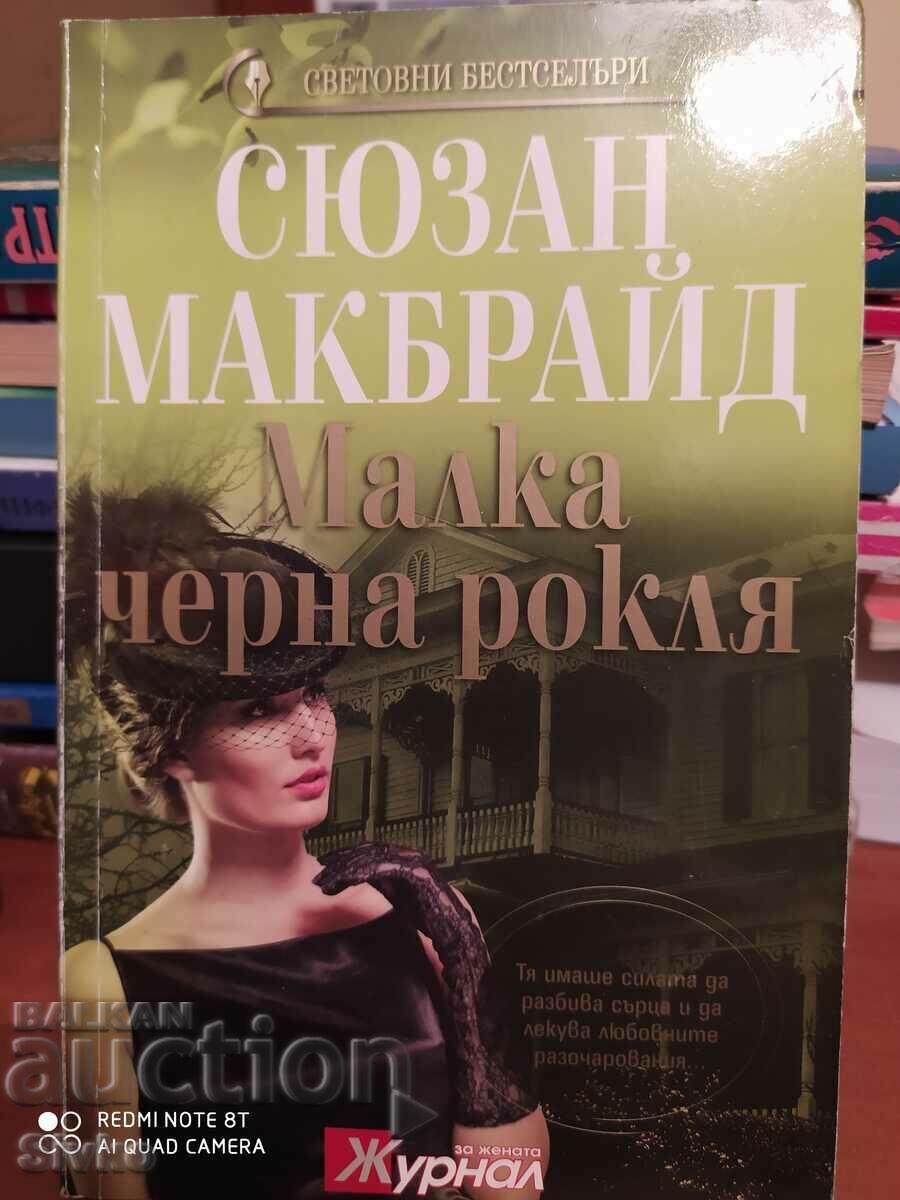 СВЕТОВНИ БЕСТСЕЛЪРИ
СЮЗАН
МАКБРАЙД
Малка
черна рокля
Тя имаше силата да
разбива сърца и да
лекува любовните
разочарования...
BALKAN
auction
REDMI NOTE 8T
AI QUAD CAMERA
за жената
Журнал